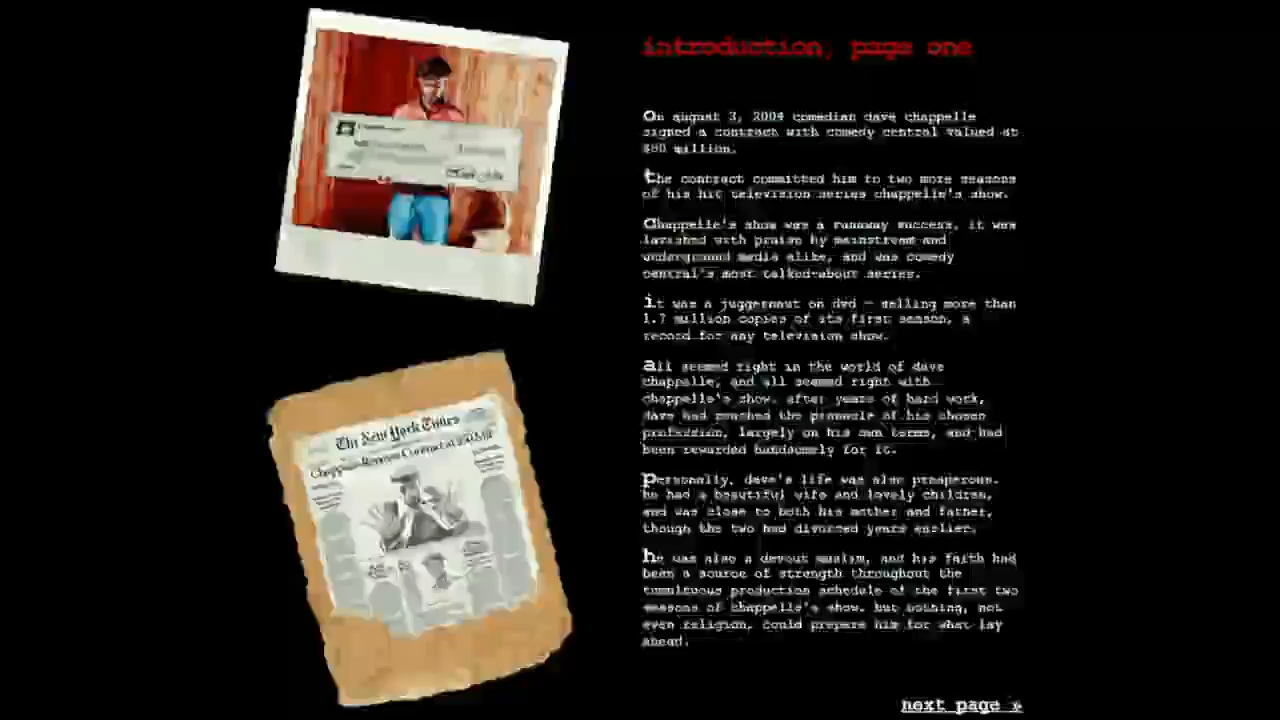 introduction, page one
On august 3, 2004 comedian dave chappelle
signed a contract with comedy central valued at
$50 million.
the contract committed him to two more seasons
of his hit television series chappelle's show.
Chappelle's show was a runaway success, it was
lavished with praise by mainstream and
underground media alike, and was comedy
central's most talked-about series.
it was a juggernaut on dvd - selling more than
1.7 million copies of its first season, a
record for any television show.
all seemed right in the world of dave
chappelle, and all seemed right with
chappelle's show. after years of hard work,
dave had reached the pinnacle of his chosen
profession, largely on his own terms, and had
been rewarded handsomely for it.
personally, dave's life was also prosperous.
he had a beautiful wife and lovely children,
and was close to both his mother and father,
though the two had divorced years earlier.
he was also a devout muslim, and his faith had
been a source of strength throughout the
tumultuous production schedule of the first two
seasons of chappelle's show. but nothing, not
even religion, could prepare him for what lay
ahead.
The New York Times
next page »